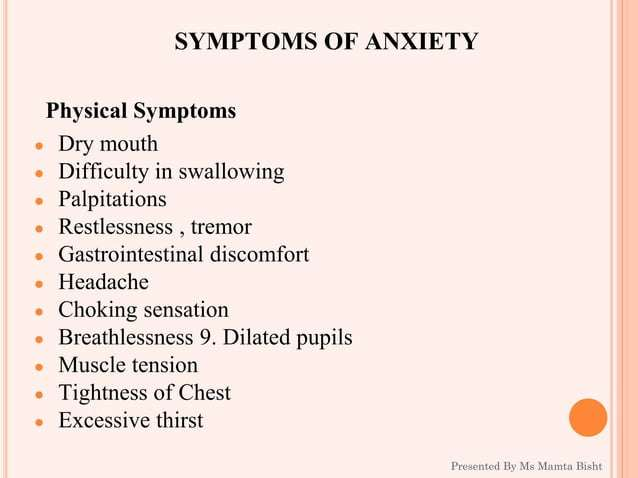 SYMPTOMS OF ANXIETY
Physical Symptoms
● Dry mouth
● Difficulty in swallowing
● Palpitations
● Restlessness , tremor
● Gastrointestinal discomfort
● Headache
● Choking sensation
● Breathlessness 9. Dilated pupils
● Muscle tension
● Tightness of Chest
● Excessive thirst
Presented By Ms Mamta Bisht